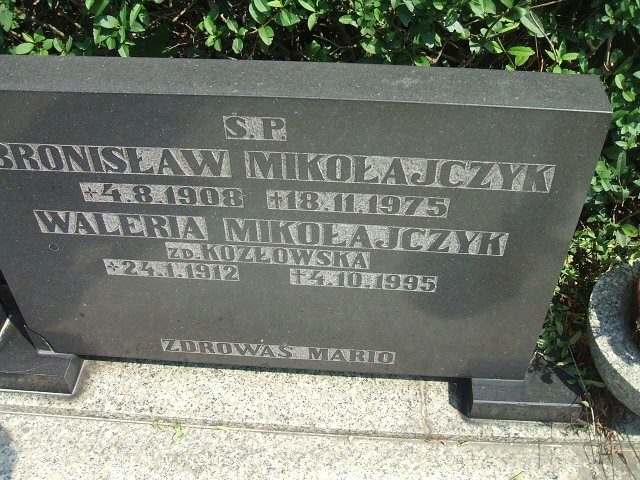 Ś.P
BRONISŁAW MIKOŁAJCZYK
*4.8.1908 +18.11.1975
WALERIA MIKOŁAJCZYK
ZD. KOZŁOWSKA
*24.1.1912 +4.10.1995
ZDROWAŚ MARIO